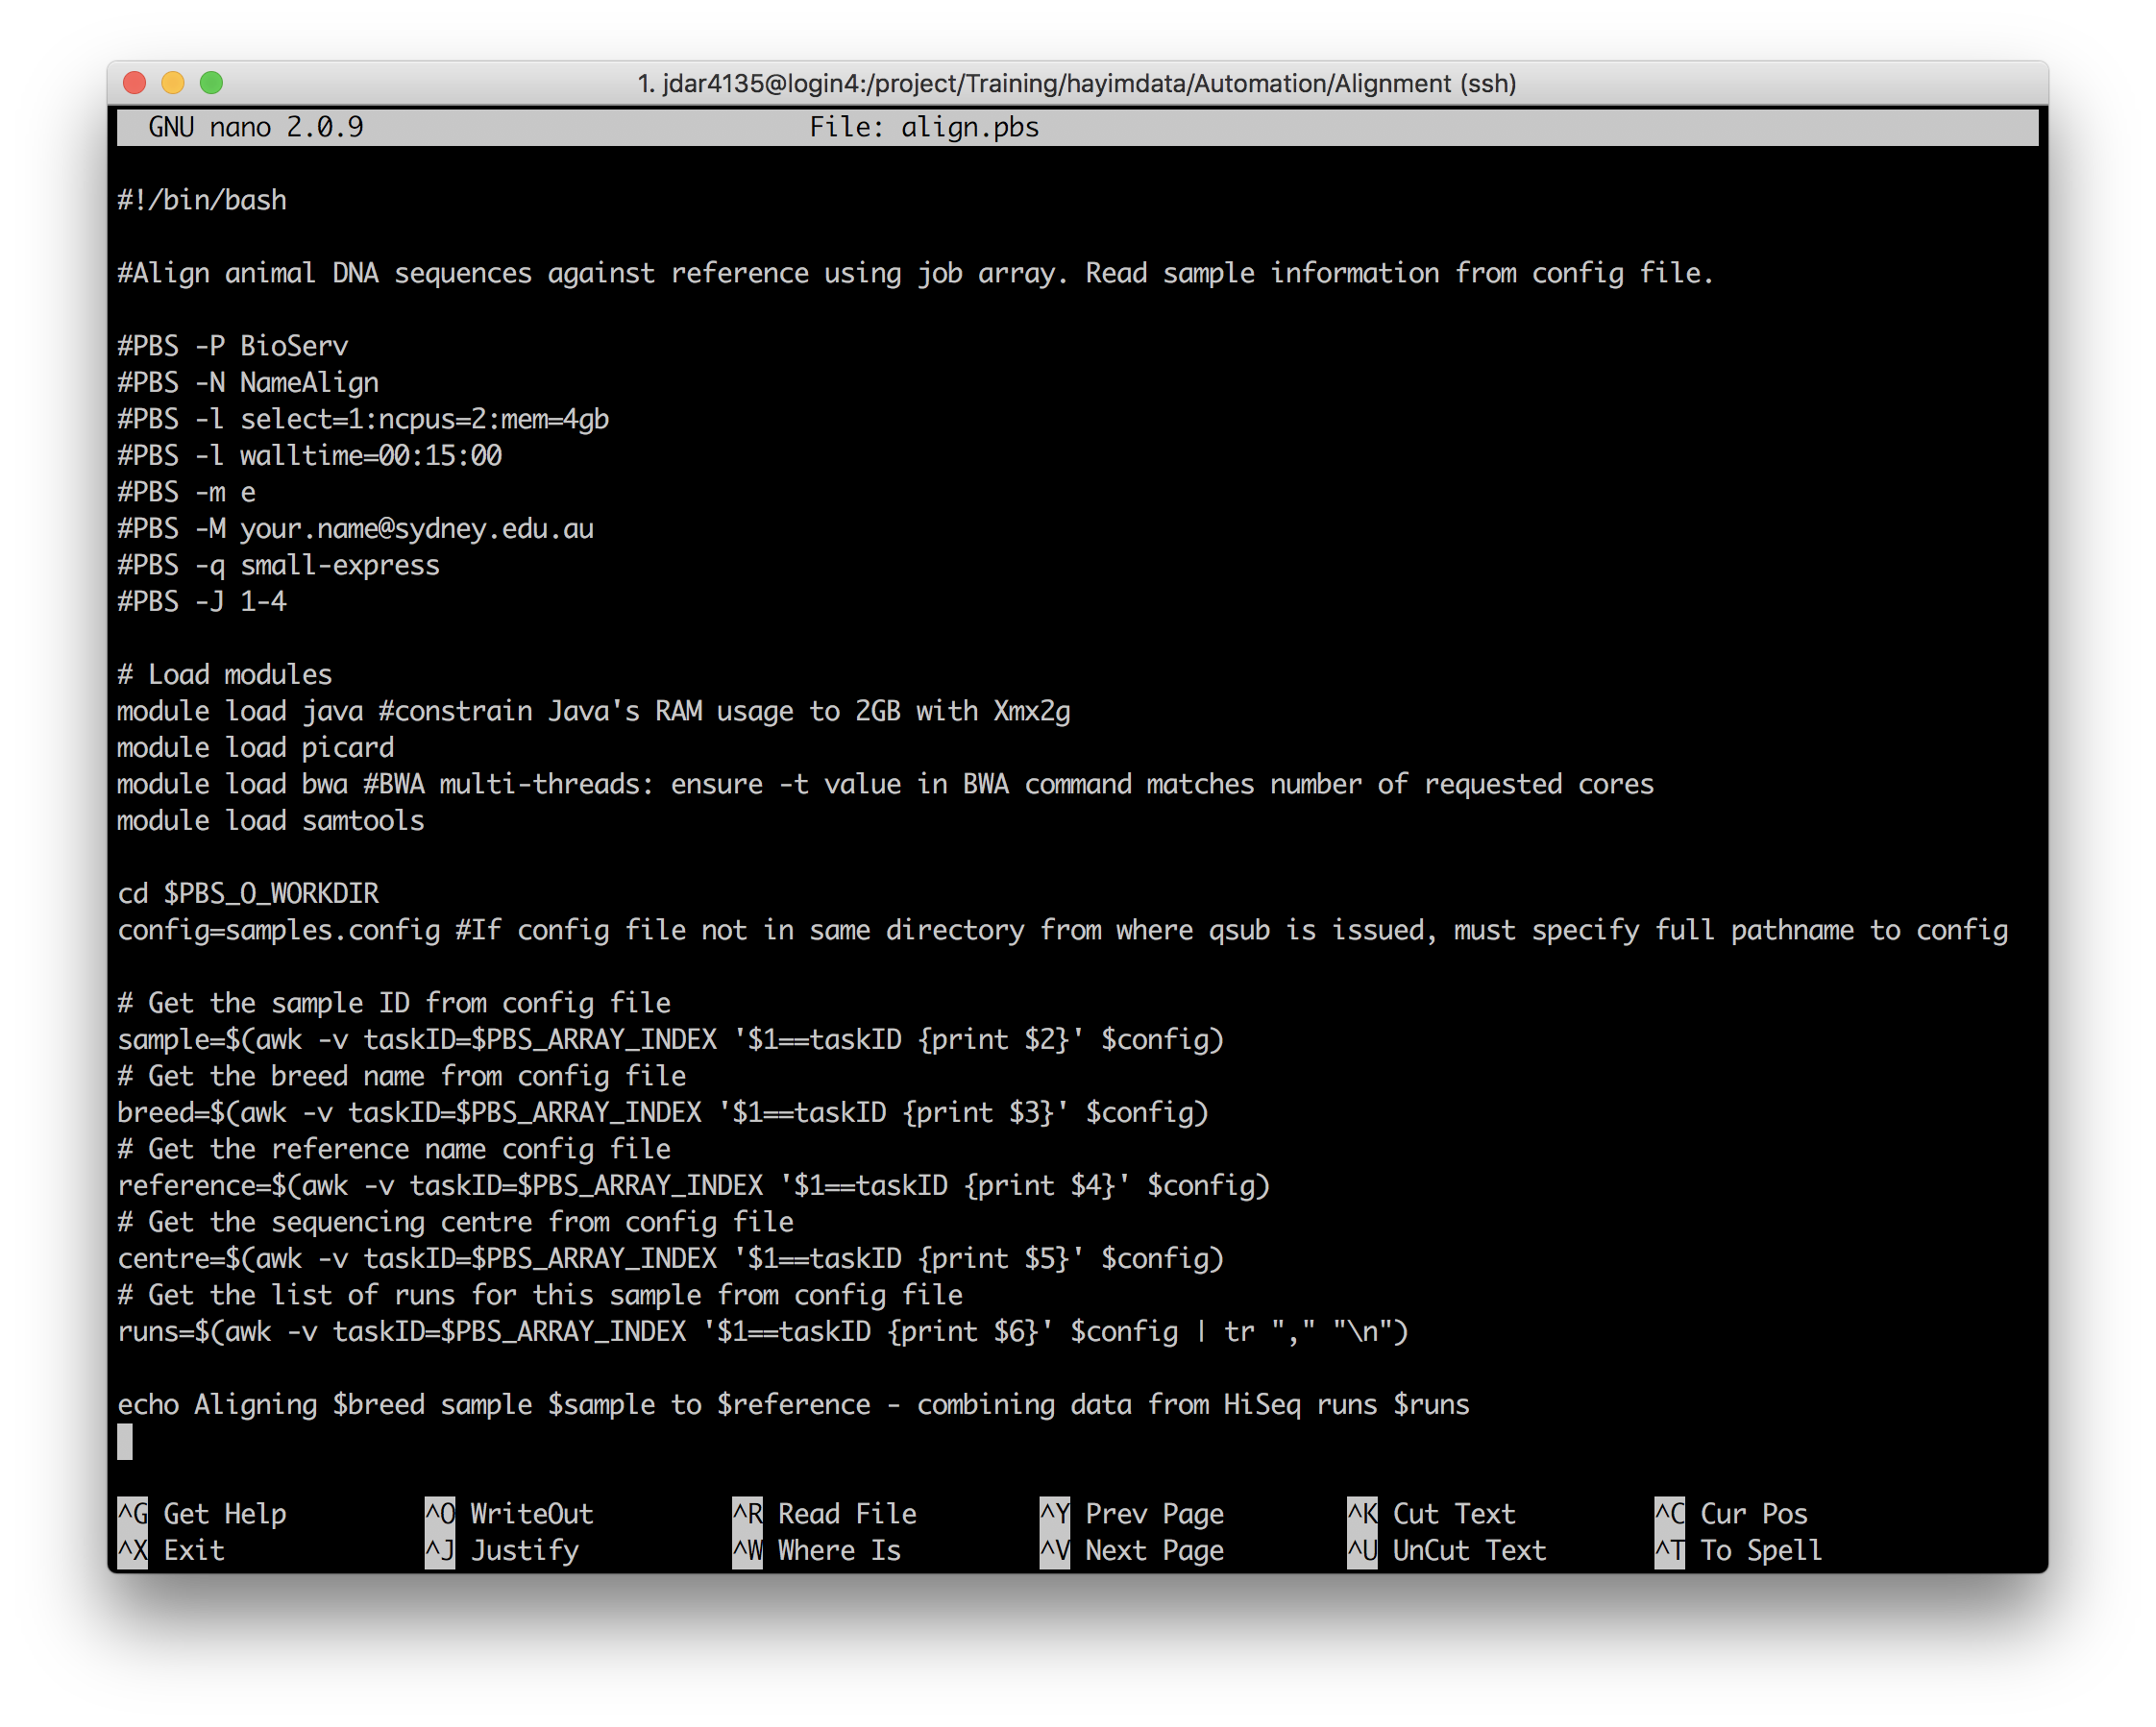 1. jdar4135@login4:/project/Training/hayimdata/Automation/Alignment (ssh)
GNU nano 2.0.9 File: align.pbs
#!/bin/bash
#Align animal DNA sequences against reference using job array. Read sample information from config file.
#PBS -P BioServ
#PBS -N NameAlign
#PBS -l select=1:ncpus=2:mem=4gb
#PBS -l walltime=00:15:00
#PBS -m e
#PBS -M your.name@sydney.edu.au
#PBS -q small-express
#PBS -J 1-4
# Load modules
module load java #constrain Java's RAM usage to 2GB with Xmx2g
module load picard
module load bwa #BWA multi-threads: ensure -t value in BWA command matches number of requested cores
module load samtools
cd $PBS_O_WORKDIR
config=samples.config #If config file not in same directory from where qsub is issued, must specify full pathname to config
# Get the sample ID from config file
sample=$(awk -v taskID=$PBS_ARRAY_INDEX '$1==taskID {print $2}' $config)
# Get the breed name from config file
breed=$(awk -v taskID=$PBS_ARRAY_INDEX '$1==taskID {print $3}' $config)
# Get the reference name config file
reference=$(awk -v taskID=$PBS_ARRAY_INDEX '$1==taskID {print $4}' $config)
# Get the sequencing centre from config file
centre=$(awk -v taskID=$PBS_ARRAY_INDEX '$1==taskID {print $5}' $config)
# Get the list of runs for this sample from config file
runs=$(awk -v taskID=$PBS_ARRAY_INDEX '$1==taskID {print $6}' $config | tr "," "\n")
echo Aligning $breed sample $sample to $reference - combining data from HiSeq runs $runs
^G Get Help ^O WriteOut ^R Read File ^Y Prev Page ^K Cut Text ^C Cur Pos
^X Exit ^J Justify ^W Where Is ^V Next Page ^U UnCut Text ^T To Spell